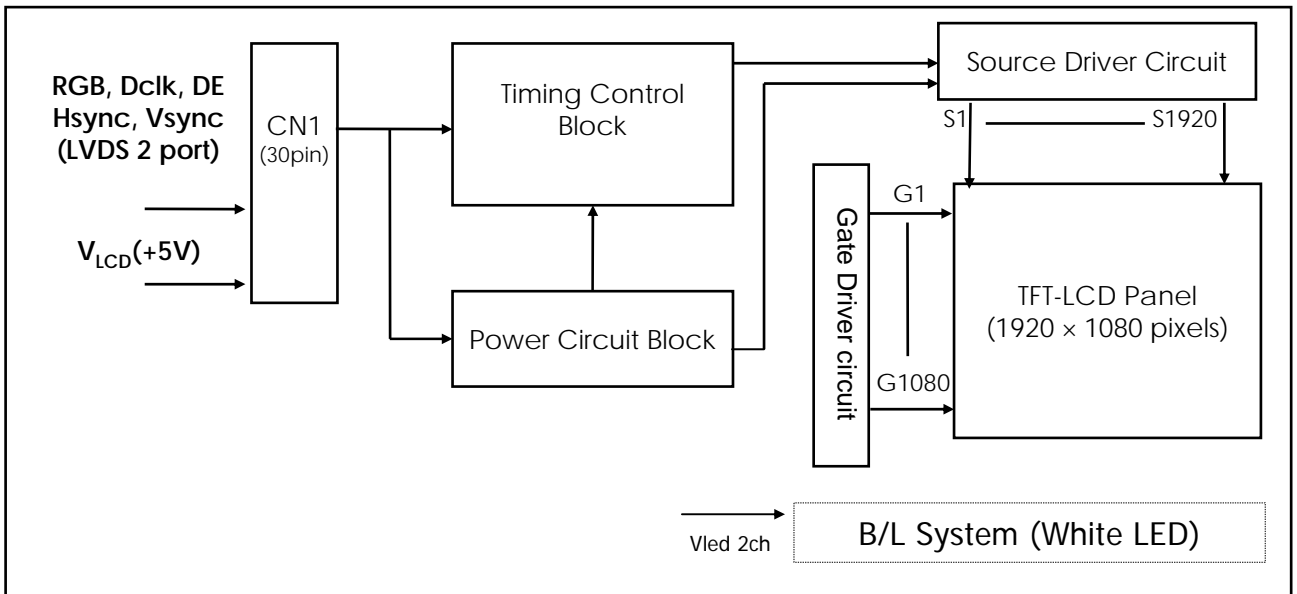 RGB, Dclk, DE
Hsync, Vsync
(LVDS 2 port)
V_LCD(+5V)
CN1
(30pin)
Timing Control
Block
Power Circuit Block
Source Driver Circuit
S1
S1920
Gate Driver circuit
G1
G1080
TFT-LCD Panel
(1920 × 1080 pixels)
Vled 2ch
B/L System (White LED)